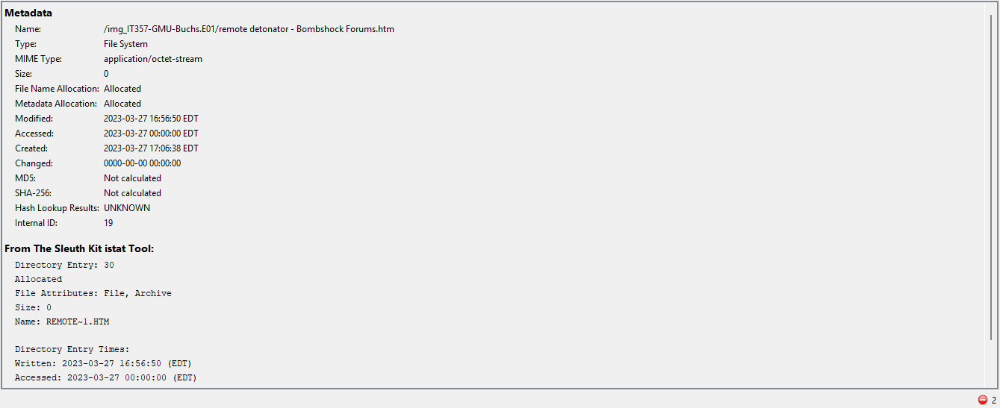 Metadata
Name: /img_IT357-GMU-Buchs.E01/remote detonator - Bombshock Forums.htm
Type: File System
MIME Type: application/octet-stream
Size: 0
File Name Allocation: Allocated
Metadata Allocation: Allocated
Modified: 2023-03-27 16:56:50 EDT
Accessed: 2023-03-27 00:00:00 EDT
Created: 2023-03-27 17:06:38 EDT
Changed: 0000-00-00 00:00:00
MD5: Not calculated
SHA-256: Not calculated
Hash Lookup Results: UNKNOWN
Internal ID: 19
From The Sleuth Kit istat Tool:
Directory Entry: 30
Allocated
File Attributes: File, Archive
Size: 0
Name: REMOTE~1.HTM
Directory Entry Times:
Written: 2023-03-27 16:56:50 (EDT)
Accessed: 2023-03-27 00:00:00 (EDT)
2